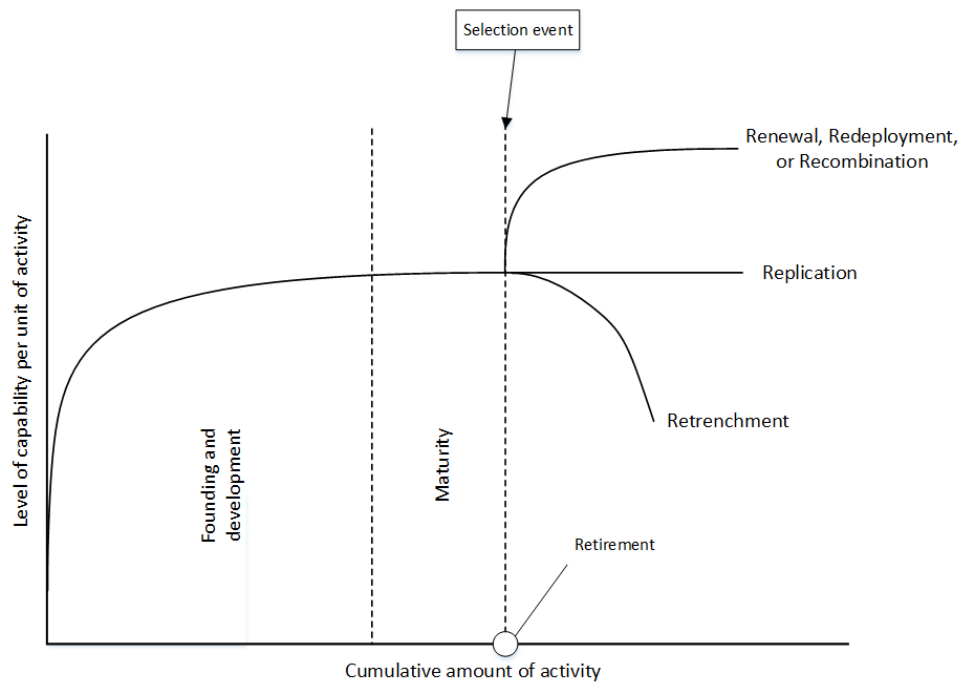 Selection event
Renewal, Redeployment,
or Recombination
Replication
Retrenchment
Level of capability per unit of activity
Founding and
development
Maturity
Retirement
Cumulative amount of activity